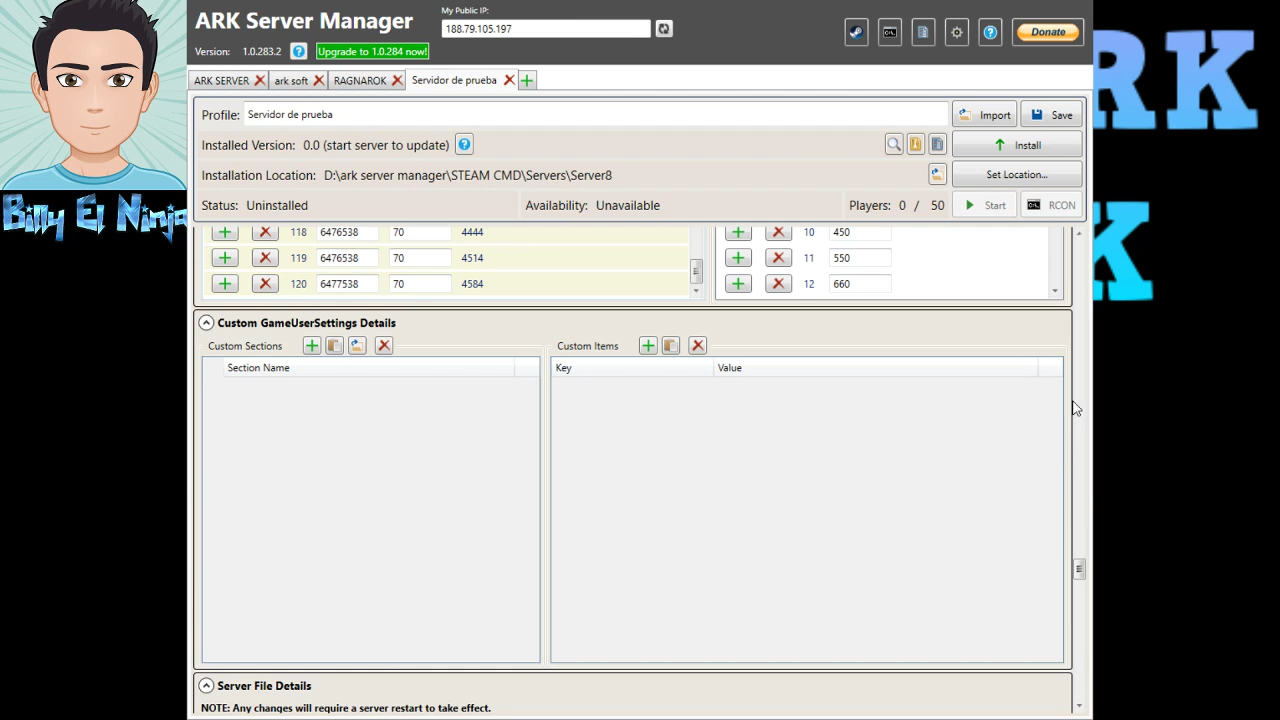 ARK Server Manager
My Public IP:
188.79.105.197
Version: 1.0.283.2 Upgrade to 1.0.284 now!
Donate
ARK SERVER ark soft RAGNAROK Servidor de prueba
Profile: Servidor de prueba Import Save
Installed Version: 0.0 (start server to update) Install
Installation Location: D:\ark server manager\STEAM CMD\Servers\Server8 Set Location...
Status: Uninstalled Availability: Unavailable Players: 0 / 50 Start RCON
118 6476538 70 4444 10 450
119 6476538 70 4514 11 550
120 6477538 70 4584 12 660
Custom GameUserSettings Details
Custom Sections Custom Items
Section Name Key Value
Server File Details
NOTE: Any changes will require a server restart to take effect.
Billy El Ninja
RK
K